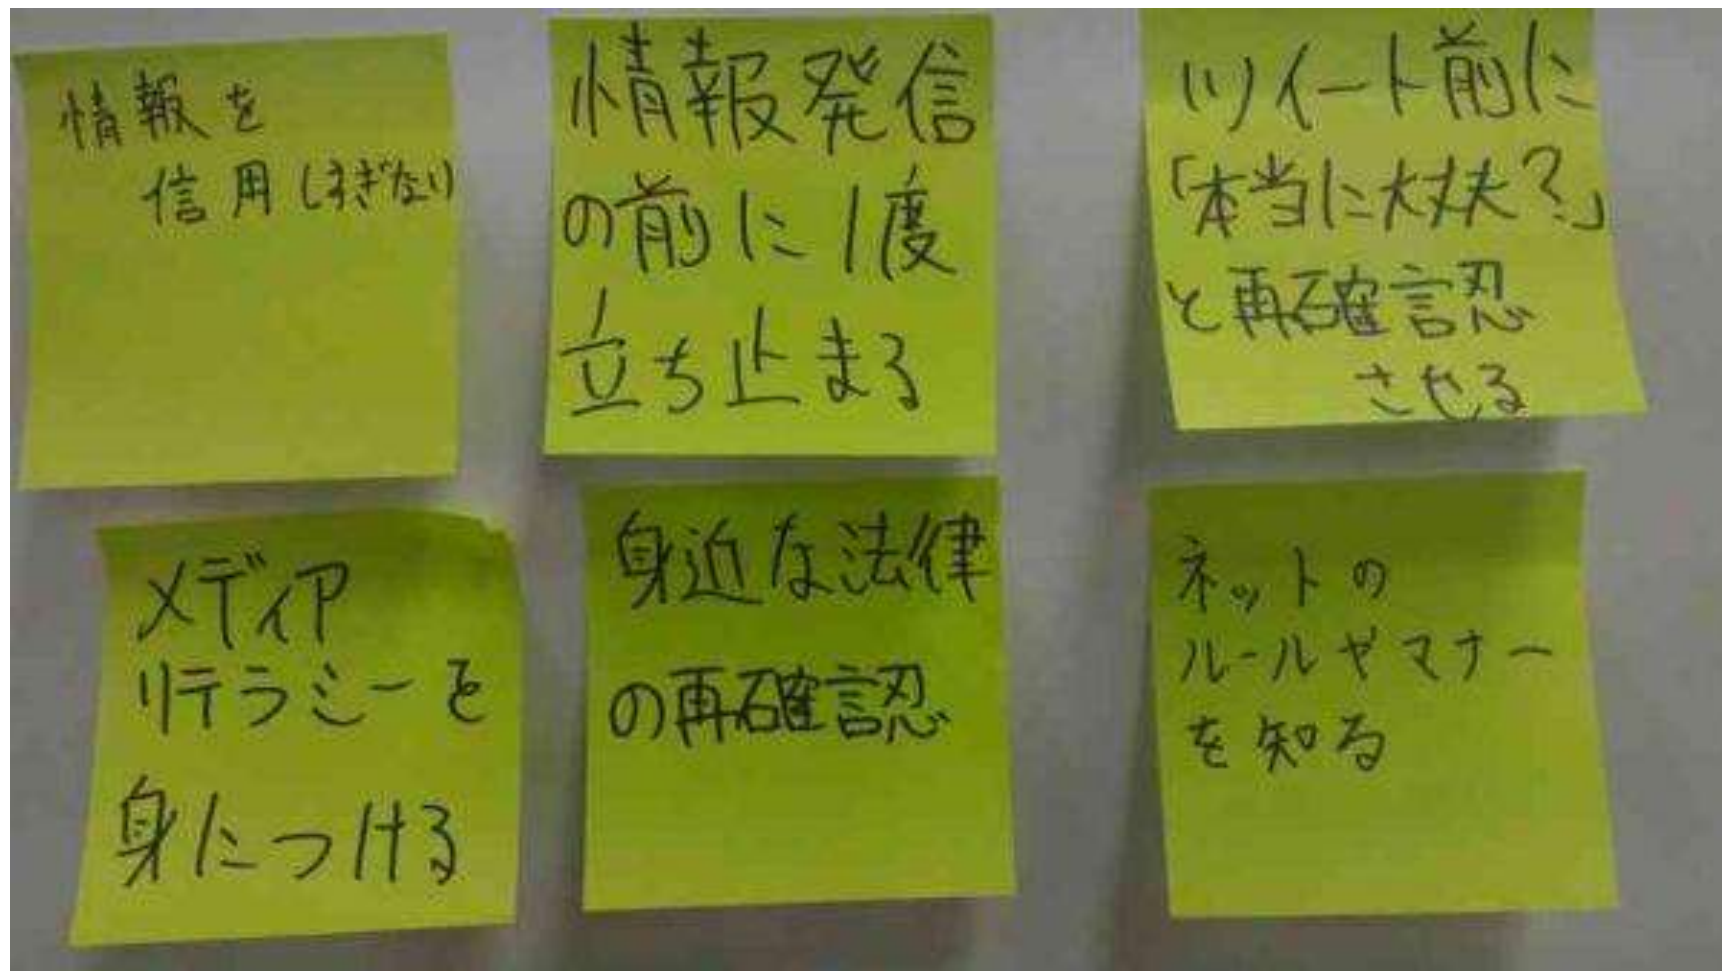 情報を
信用しすぎない
情報発信
の前に1度
立ち止まる
ツイート前に
「本当に大丈夫?」
と再確認
させる
メディア
リテラシーを
身につける
身近な法律
の再確認
ネットの
ルールやマナー
を知る